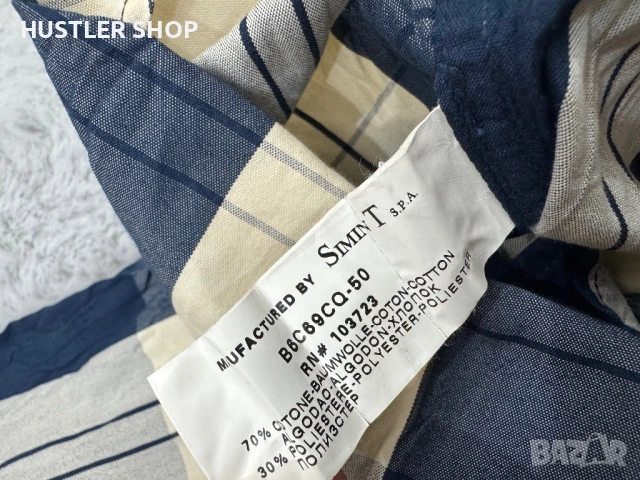 HUSTLER SHOP
MIUFACTURED BY SIMINT S.P.A.
B6C69CQ-50
RN# 103723
70% COTONE-BAUMWOLLE-COTON-COTTON
ALGODAO-ALGODON-ХЛОПОК
30% POLIESTERE-POLYESTER-POLIESTER
ПОЛИЭСТЕР
BAZAR